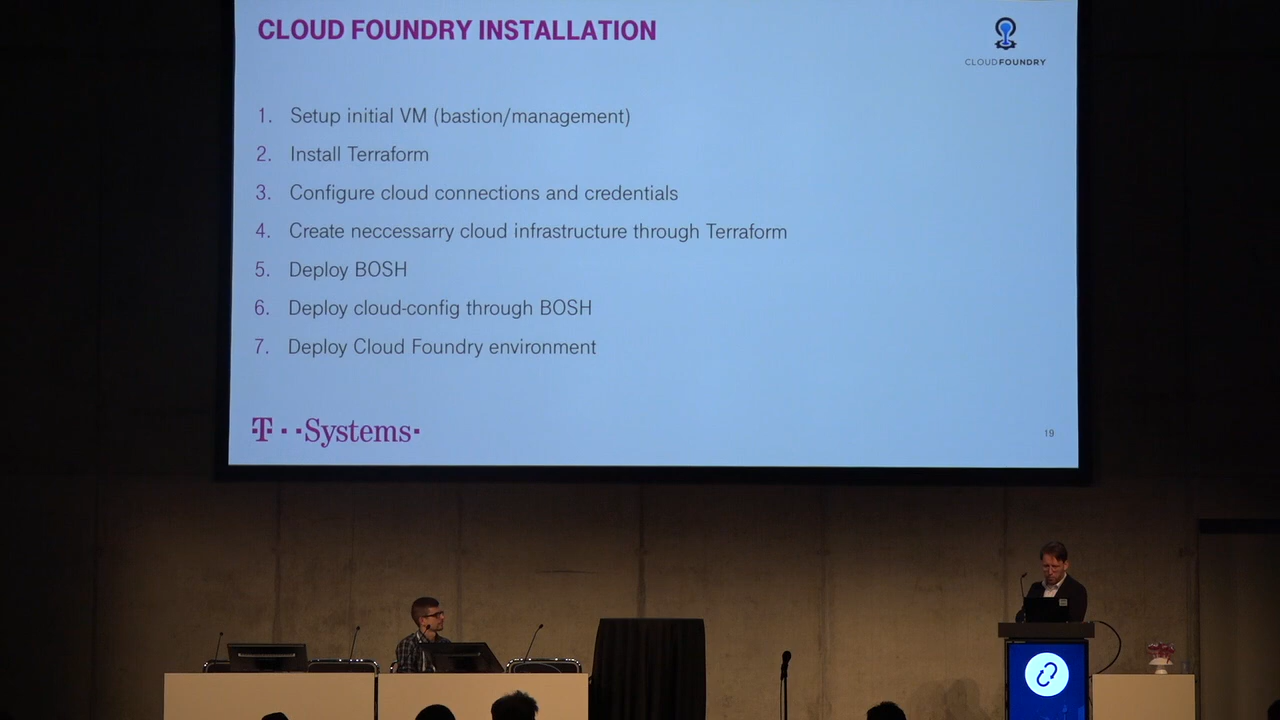 CLOUD FOUNDRY INSTALLATION
CLOUDFOUNDRY
1. Setup initial VM (bastion/management)
2. Install Terraform
3. Configure cloud connections and credentials
4. Create neccessarry cloud infrastructure through Terraform
5. Deploy BOSH
6. Deploy cloud-config through BOSH
7. Deploy Cloud Foundry environment
T··Systems·
19